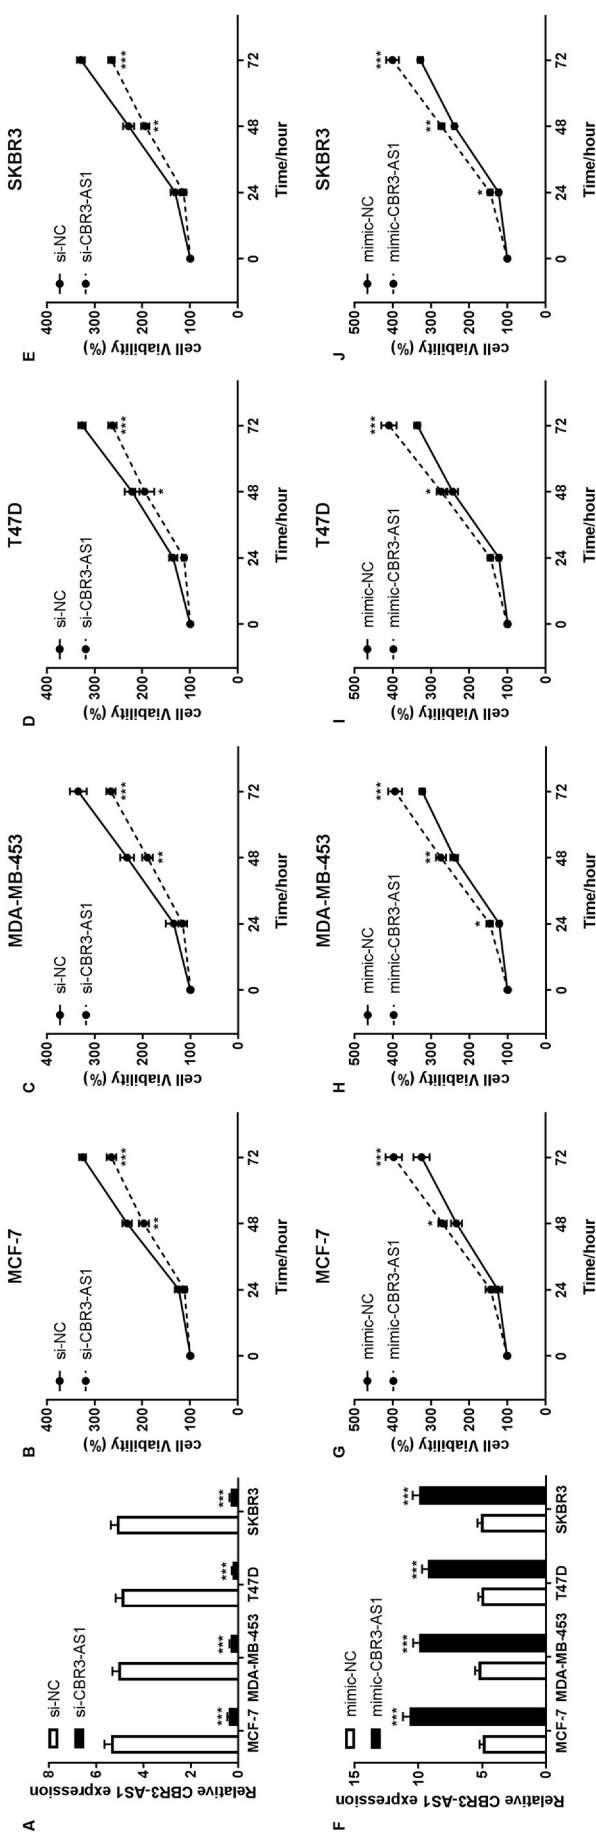 A
Relative CBR3-AS1 expression
8
6
4
2
0
si-NC
si-CBR3-AS1
***
***
***
***
MCF-7 MDA-MB-453 T47D SKBR3
B
MCF-7
cell Viability (%)
400
300
200
100
0
si-NC
si-CBR3-AS1
**
***
0 24 48 72
Time/hour
C
MDA-MB-453
cell Viability (%)
400
300
200
100
0
si-NC
si-CBR3-AS1
**
***
0 24 48 72
Time/hour
D
T47D
cell Viability (%)
400
300
200
100
0
si-NC
si-CBR3-AS1
*
***
0 24 48 72
Time/hour
E
SKBR3
cell Viability (%)
400
300
200
100
0
si-NC
si-CBR3-AS1
**
***
0 24 48 72
Time/hour
F
Relative CBR3-AS1 expression
15
10
5
0
mimic-NC
mimic-CBR3-AS1
***
***
***
***
MCF-7 MDA-MB-453 T47D SKBR3
G
MCF-7
cell Viability (%)
500
400
300
200
100
0
mimic-NC
mimic-CBR3-AS1
*
***
0 24 48 72
Time/hour
H
MDA-MB-453
cell Viability (%)
500
400
300
200
100
0
mimic-NC
mimic-CBR3-AS1
*
**
***
0 24 48 72
Time/hour
I
T47D
cell Viability (%)
500
400
300
200
100
0
mimic-NC
mimic-CBR3-AS1
*
***
0 24 48 72
Time/hour
J
SKBR3
cell Viability (%)
500
400
300
200
100
0
mimic-NC
mimic-CBR3-AS1
*
**
***
0 24 48 72
Time/hour